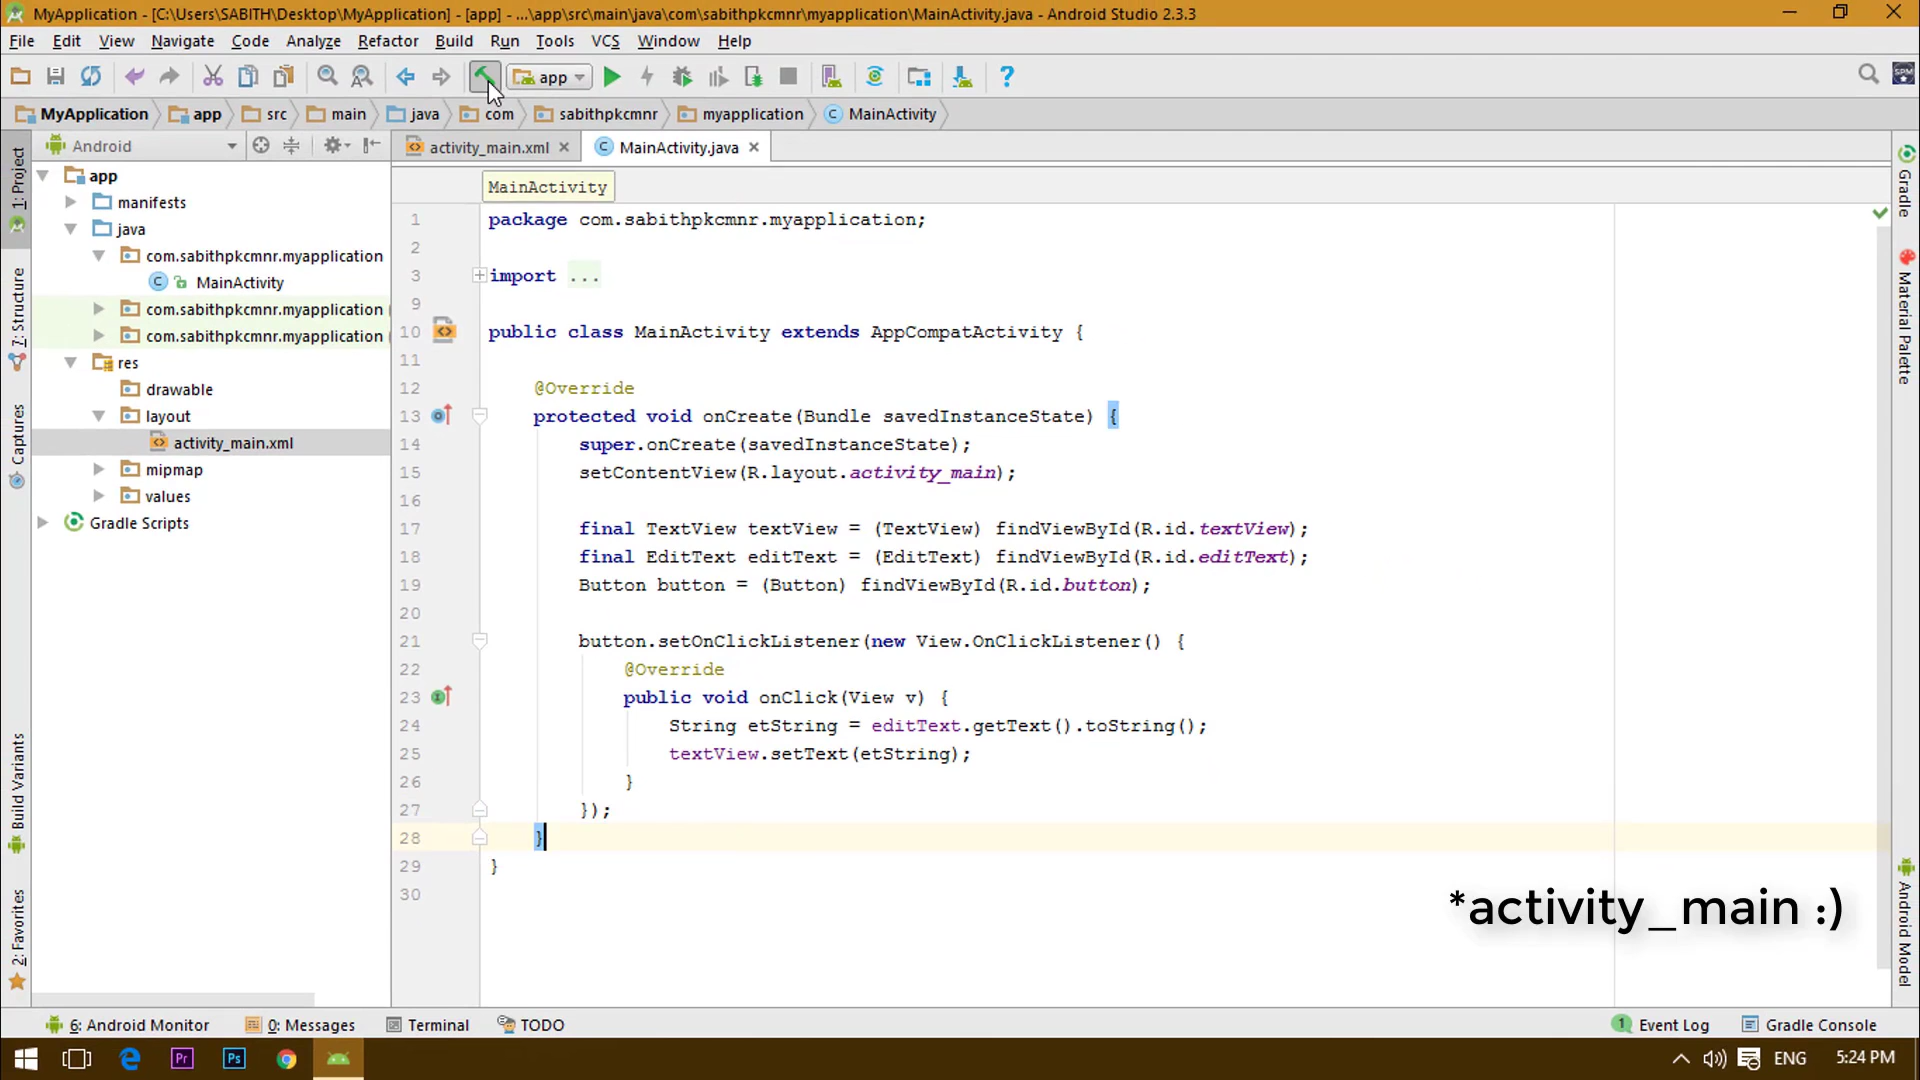 MyApplication - [C:\Users\SABITH\Desktop\MyApplication] - [app] - ...\app\src\main\java\com\sabithpkcmnr\myapplication\MainActivity.java - Android Studio 2.3.3
File Edit View Navigate Code Analyze Refactor Build Run Tools VCS Window Help
app
SPM
MyApplication app src main java com sabithpkcmnr myapplication MainActivity
Android
activity_main.xml MainActivity.java
1: Project
7: Structure
Captures
Build Variants
2: Favorites
app
manifests
java
com.sabithpkcmnr.myapplication
MainActivity
com.sabithpkcmnr.myapplication (
com.sabithpkcmnr.myapplication (
res
drawable
layout
activity_main.xml
mipmap
values
Gradle Scripts
MainActivity
1 package com.sabithpkcmnr.myapplication;
2
3 import ...
9
10 public class MainActivity extends AppCompatActivity {
11
12 @Override
13 protected void onCreate(Bundle savedInstanceState) {
14 super.onCreate(savedInstanceState);
15 setContentView(R.layout.activity_main);
16
17 final TextView textView = (TextView) findViewById(R.id.textView);
18 final EditText editText = (EditText) findViewById(R.id.editText);
19 Button button = (Button) findViewById(R.id.button);
20
21 button.setOnClickListener(new View.OnClickListener() {
22 @Override
23 public void onClick(View v) {
24 String etString = editText.getText().toString();
25 textView.setText(etString);
26 }
27 });
28 }
29 }
30
*activity_main :)
Gradle
Material Palette
Android Model
6: Android Monitor 0: Messages Terminal TODO 1 Event Log Gradle Console
Pr Ps ENG 5:24 PM